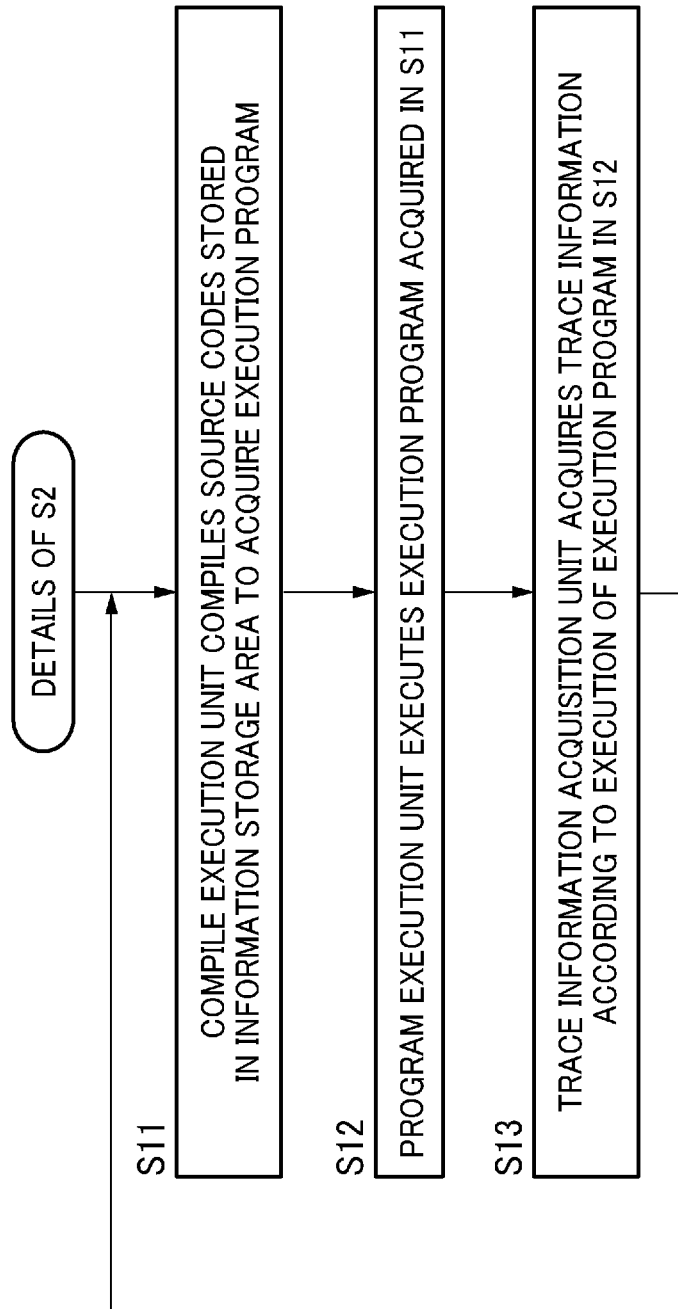 DETAILS OF S2
S11
COMPILE EXECUTION UNIT COMPILES SOURCE CODES STORED
IN INFORMATION STORAGE AREA TO ACQUIRE EXECUTION PROGRAM
S12
PROGRAM EXECUTION UNIT EXECUTES EXECUTION PROGRAM ACQUIRED IN S11
S13
TRACE INFORMATION ACQUISITION UNIT ACQUIRES TRACE INFORMATION
ACCORDING TO EXECUTION OF EXECUTION PROGRAM IN S12